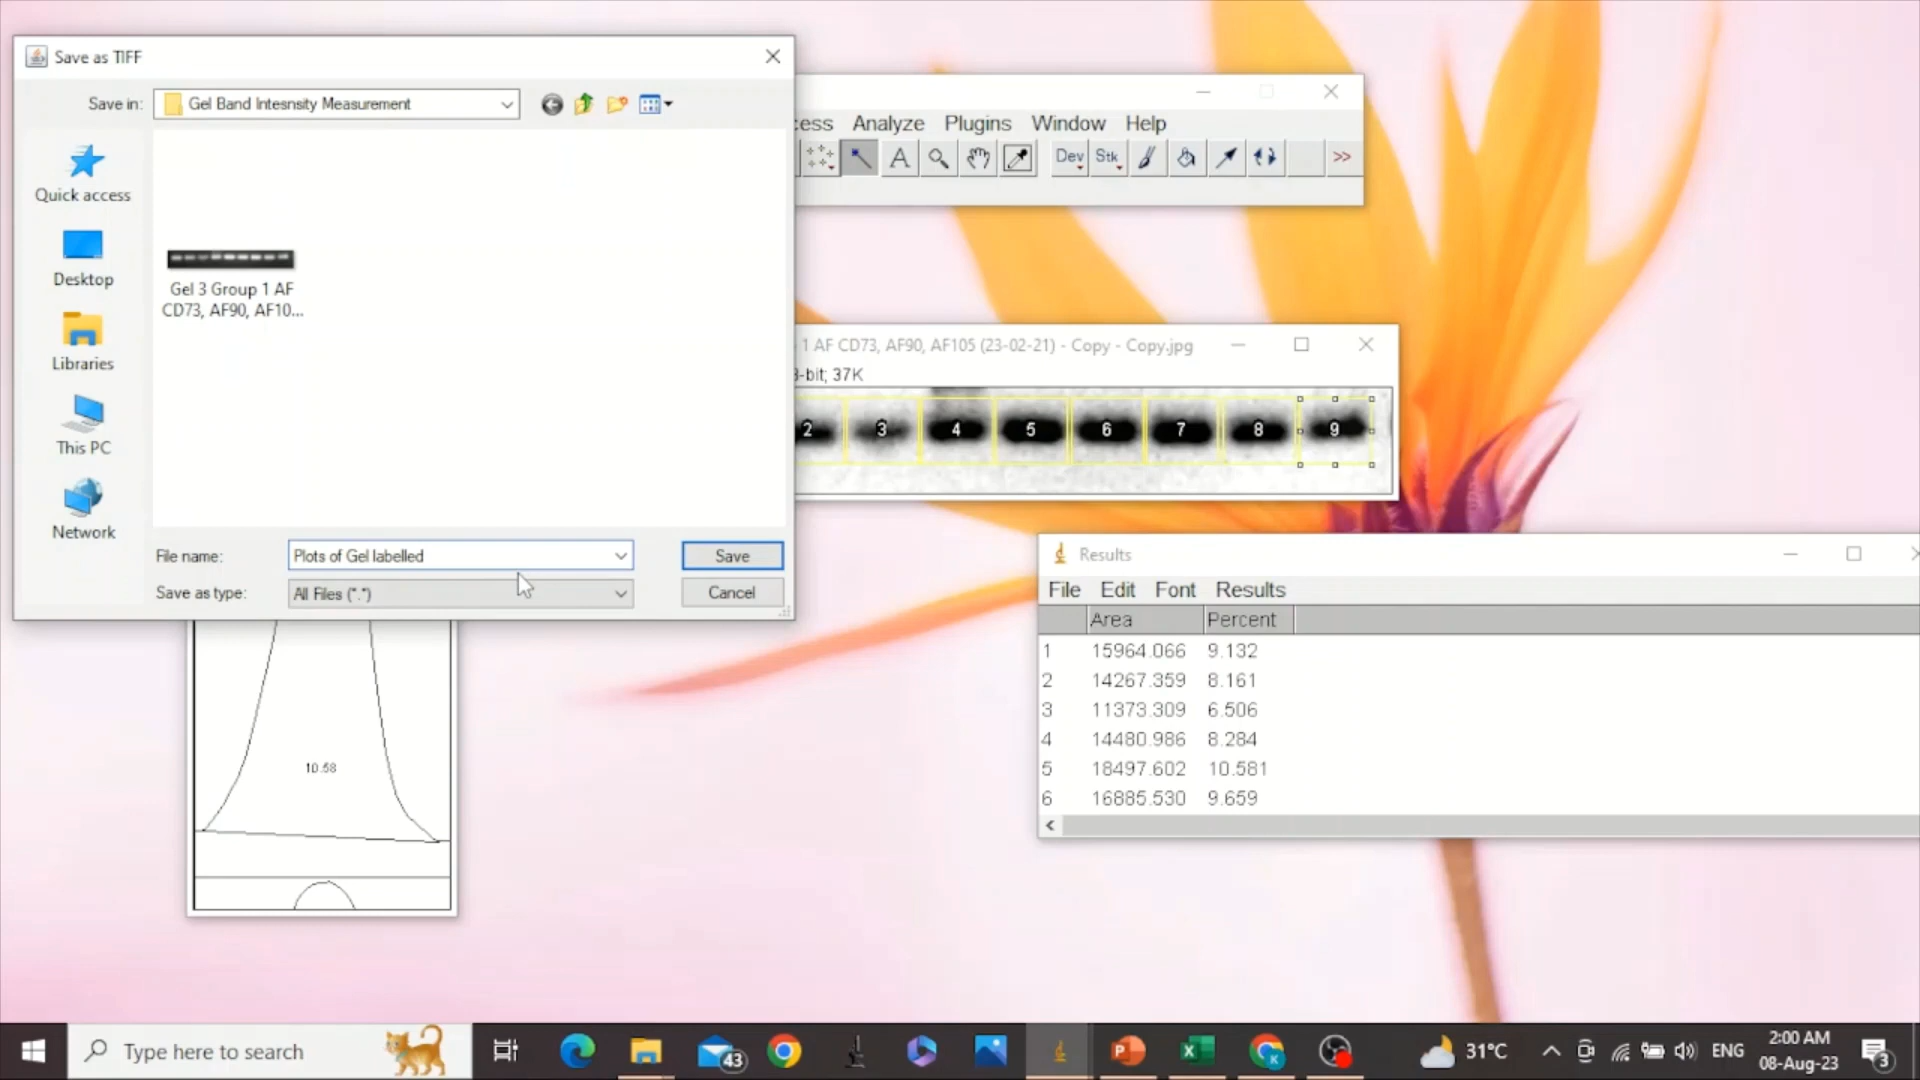 Save as TIFF
Save in: Gel Band Intesnsity Measurement
Quick access
Desktop
Libraries
This PC
Network
Gel 3 Group 1 AF
CD73, AF90, AF10...
File name: Plots of Gel labelled
Save
Save as type: All Files (*.*)
Cancel
cess Analyze Plugins Window Help
A Dev Stk >>
1 AF CD73, AF90, AF105 (23-02-21) - Copy - Copy.jpg
8-bit; 37K
2 3 4 5 6 7 8 9
Results
File Edit Font Results
Area Percent
1 15964.066 9.132
2 14267.359 8.161
3 11373.309 6.506
4 14480.986 8.284
5 18497.602 10.581
6 16885.530 9.659
10.58
Type here to search
43
31°C
ENG
2:00 AM
08-Aug-23
3